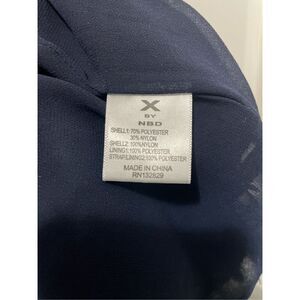 X
BY
NBD
SHELL1: 70% POLYESTER
30% NYLON
SHELL2: 100% NYLON
LINING1: 100% POLYESTER
STRAP/LINING2: 100% POLYESTER
MADE IN CHINA
RN132829